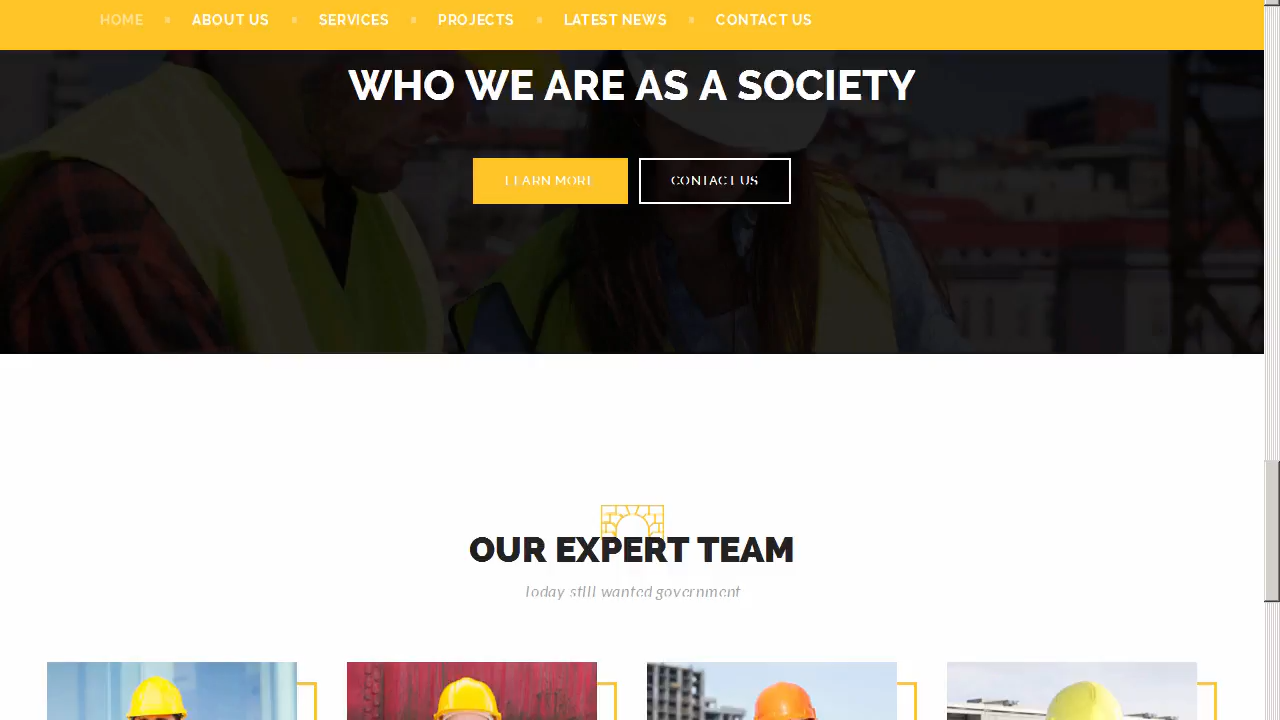 HOME
ABOUT US
SERVICES
PROJECTS
LATEST NEWS
CONTACT US
WHO WE ARE AS A SOCIETY
LEARN MORE
CONTACT US
OUR EXPERT TEAM
Today still wanted government